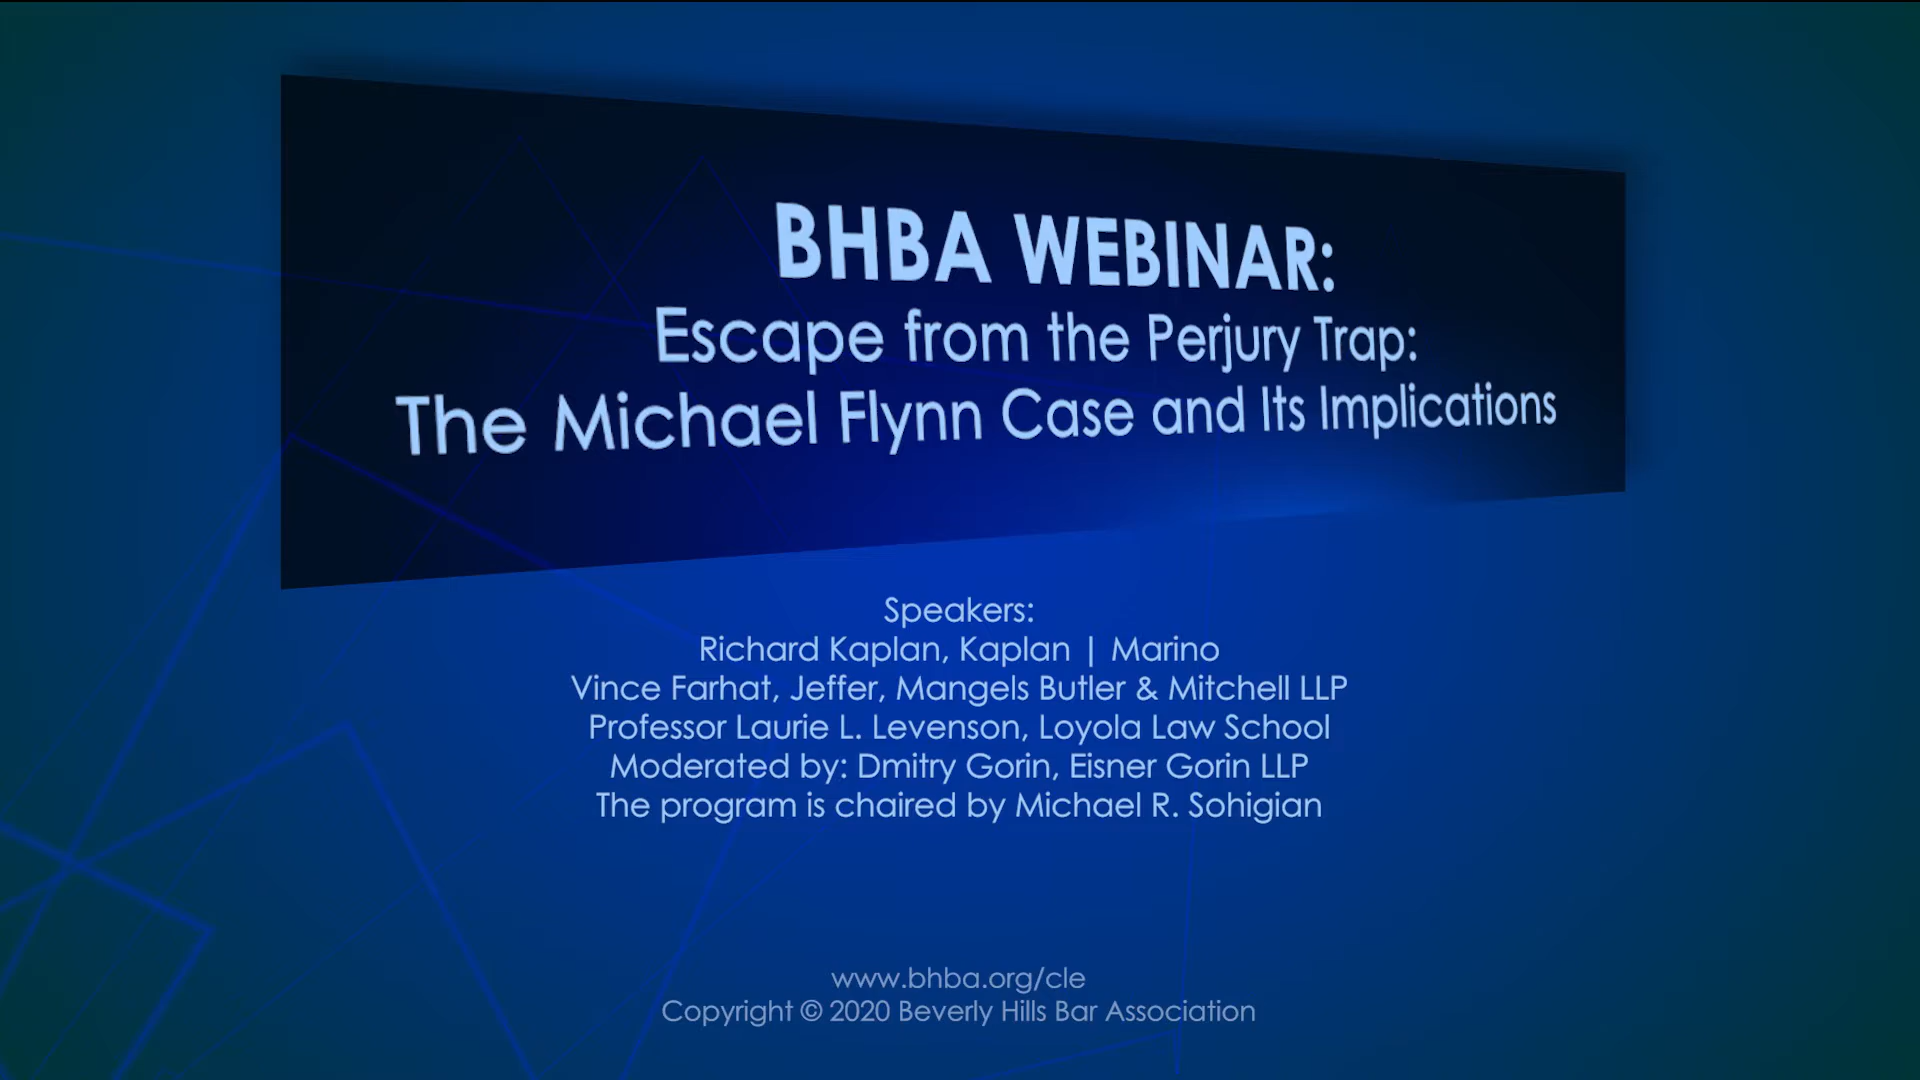 BHBA WEBINAR:
Escape from the Perjury Trap:
The Michael Flynn Case and Its Implications
Speakers:
Richard Kaplan, Kaplan | Marino
Vince Farhat, Jeffer, Mangels Butler & Mitchell LLP
Professor Laurie L. Levenson, Loyola Law School
Moderated by: Dmitry Gorin, Eisner Gorin LLP
The program is chaired by Michael R. Sohigian
www.bhba.org/cle
Copyright © 2020 Beverly Hills Bar Association